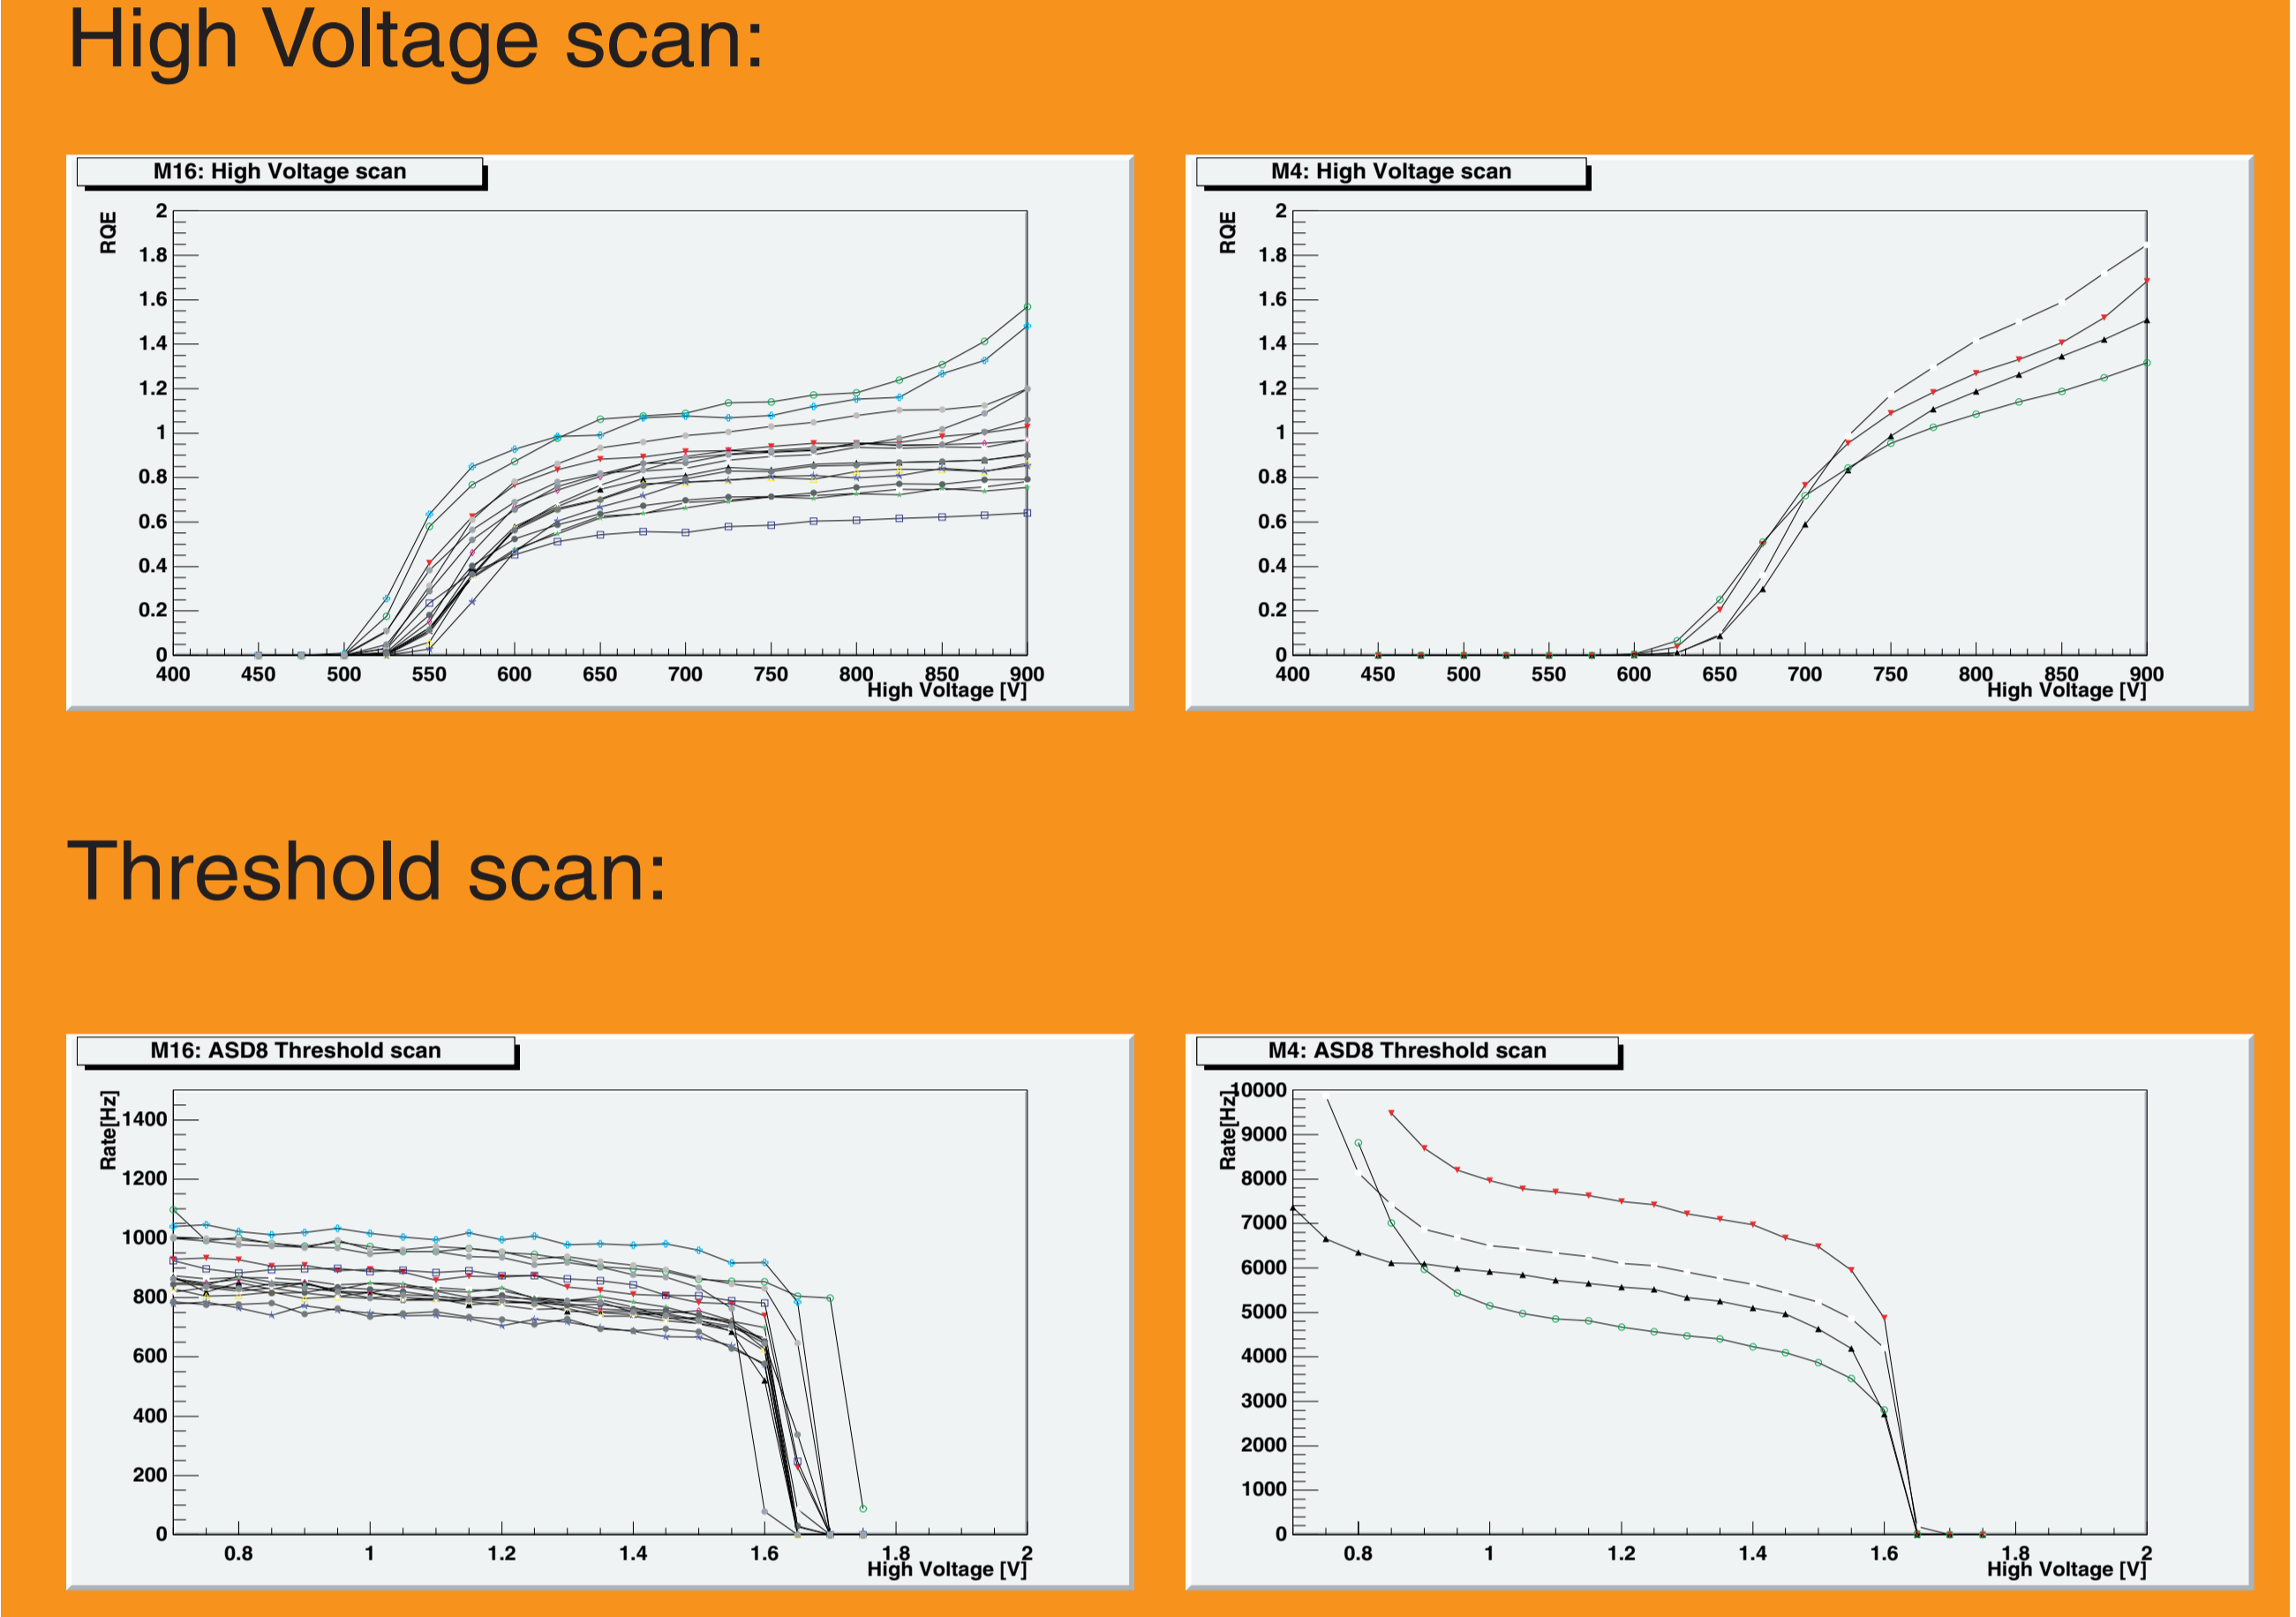 High Voltage scan:
M16: High Voltage scan
RQE
2
1.8
1.6
1.4
1.2
1
0.8
0.6
0.4
0.2
0
400 450 500 550 600 650 700 750 800 850 900
High Voltage [V]
M4: High Voltage scan
RQE
2
1.8
1.6
1.4
1.2
1
0.8
0.6
0.4
0.2
0
400 450 500 550 600 650 700 750 800 850 900
High Voltage [V]
Threshold scan:
M16: ASD8 Threshold scan
Rate[Hz]
1400
1200
1000
800
600
400
200
0
0.8 1 1.2 1.4 1.6 1.8 2
High Voltage [V]
M4: ASD8 Threshold scan
Rate[Hz]
10000
9000
8000
7000
6000
5000
4000
3000
2000
1000
0
0.8 1 1.2 1.4 1.6 1.8 2
High Voltage [V]